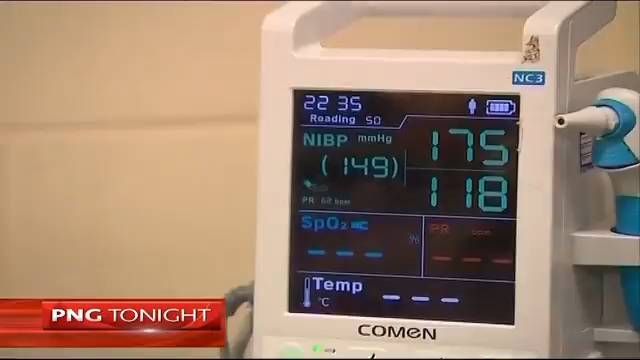 NC3
22 35
Reading 50
NIBP mmHg
175
(149)
118
PR 62 bpm
SpO2
%
PR bpm
---
---
Temp
°C
---
COMEN
PNG TONIGHT